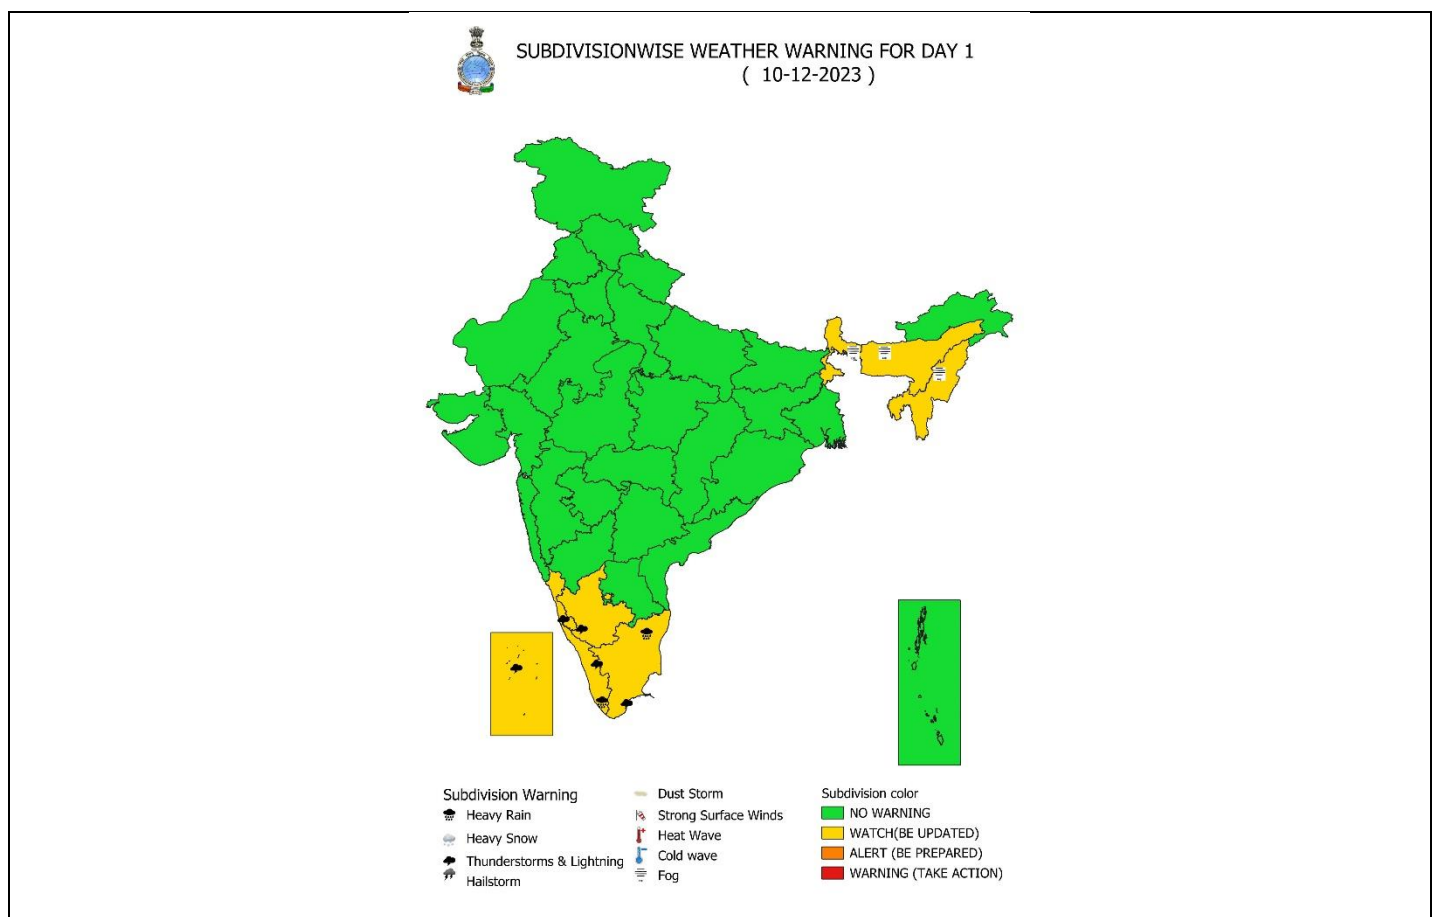 SUBDIVISIONWISE WEATHER WARNING FOR DAY 1
( 10-12-2023 )
Subdivision Warning
Heavy Rain
Heavy Snow
Thunderstorms & Lightning
Hailstorm
Dust Storm
Strong Surface Winds
Heat Wave
Cold wave
Fog
Subdivision color
NO WARNING
WATCH(BE UPDATED)
ALERT (BE PREPARED)
WARNING (TAKE ACTION)